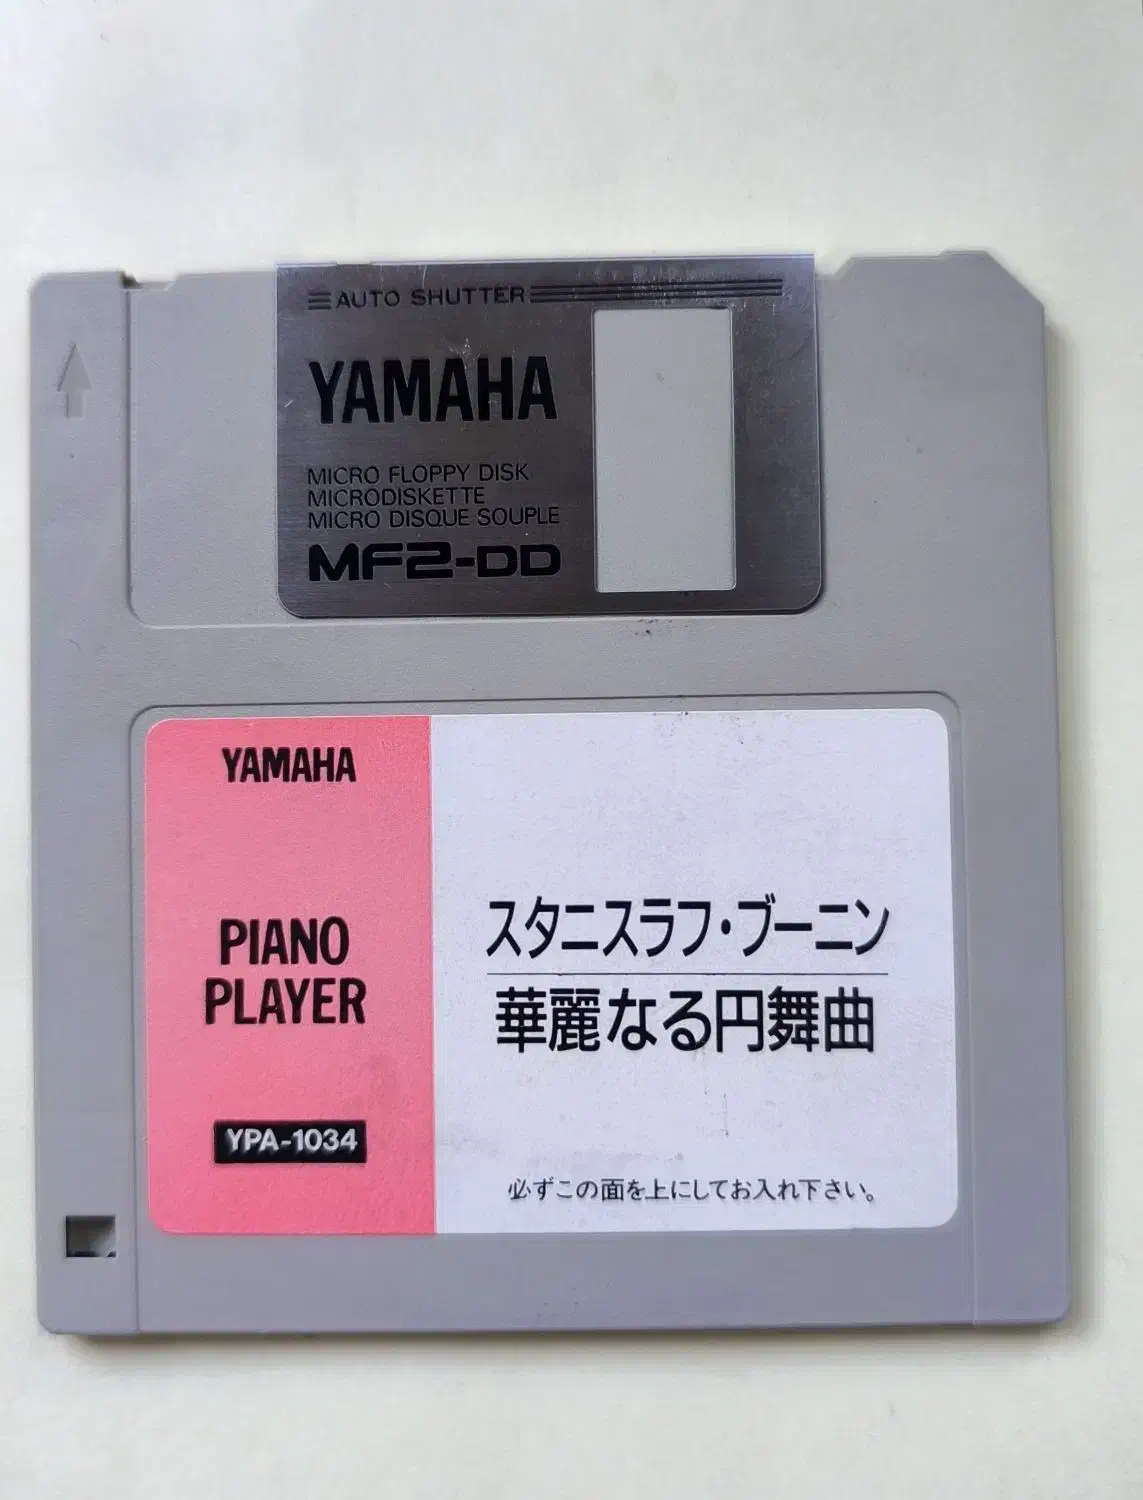 AUTO SHUTTER
YAMAHA
MICRO FLOPPY DISK
MICRODISKETTE
MICRO DISQUE SOUPLE
MF2-DD
YAMAHA
PIANO
PLAYER
YPA-1034
スタニスラフ・ブーニン
華麗なる円舞曲
必ずこの面を上にしてお入れ下さい。